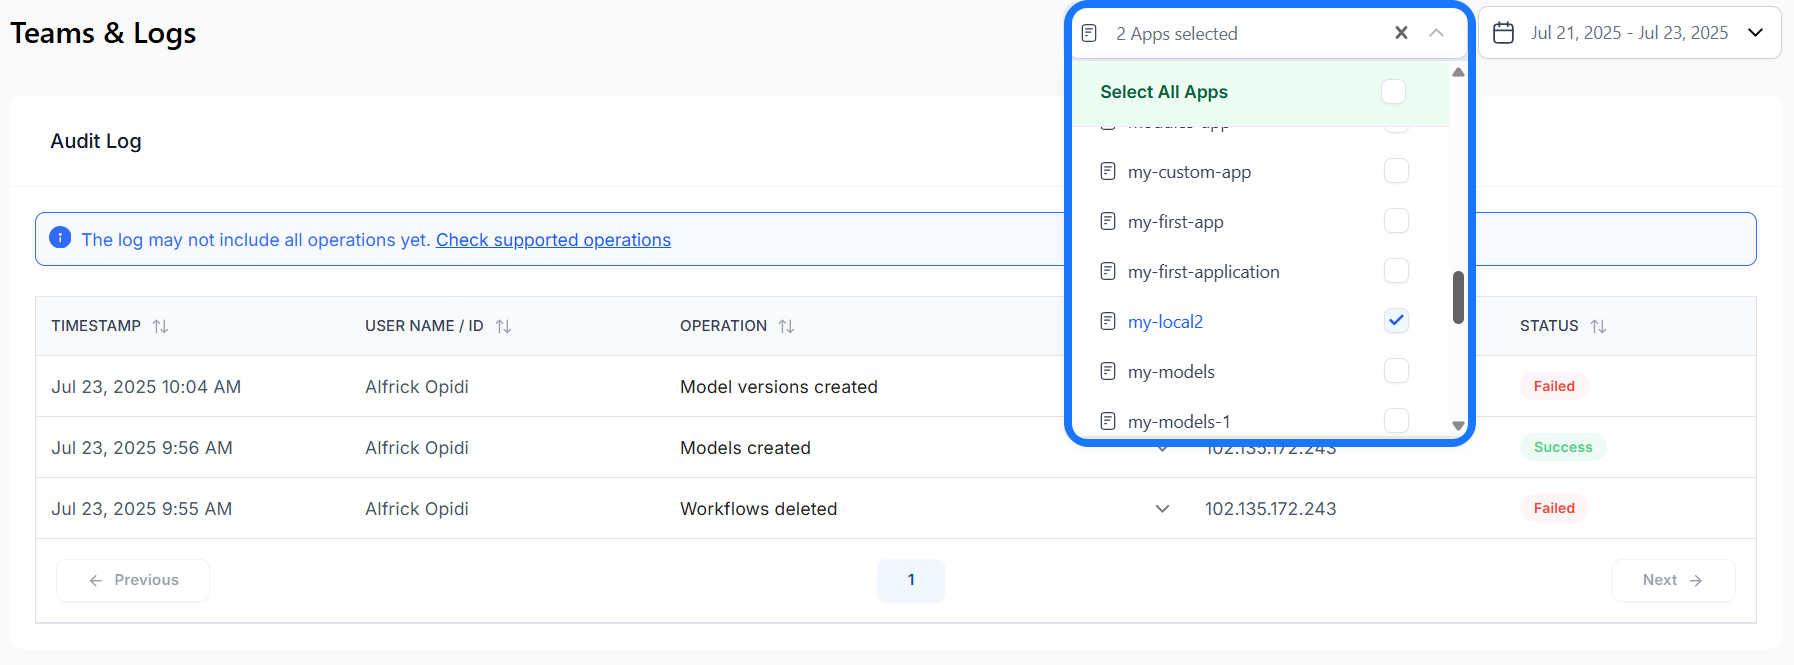 Teams & Logs
2 Apps selected
Jul 21, 2025 - Jul 23, 2025
Select All Apps
my-custom-app
my-first-app
my-first-application
my-local2
my-models
my-models-1
Audit Log
The log may not include all operations yet. Check supported operations
TIMESTAMP USER NAME / ID OPERATION STATUS
Jul 23, 2025 10:04 AM Alfrick Opidi Model versions created Failed
Jul 23, 2025 9:56 AM Alfrick Opidi Models created 102.135.172.243 Success
Jul 23, 2025 9:55 AM Alfrick Opidi Workflows deleted 102.135.172.243 Failed
Previous 1 Next